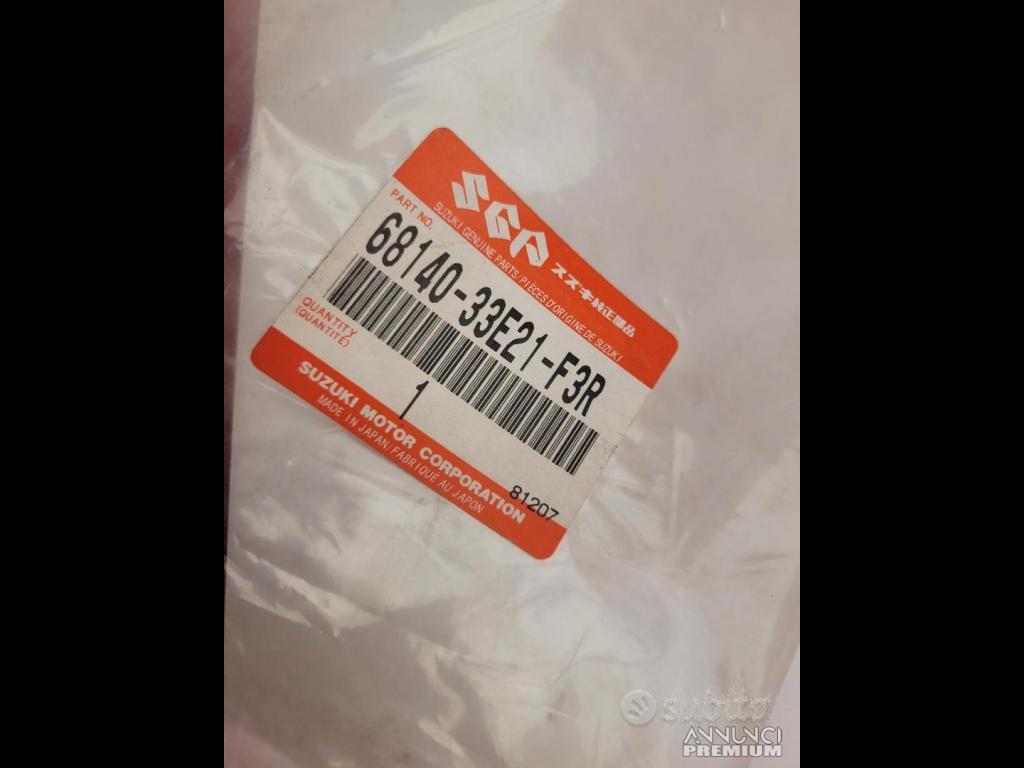 SGP
スズキ純正部品
SUZUKI GENUINE PARTS/PIÈCES D'ORIGINE DE SUZUKI
PART NO.
68140-33E21-F3R
QUANTITY
(QUANTITÉ)
1
81207
SUZUKI MOTOR CORPORATION
MADE IN JAPAN/FABRIQUÉ AU JAPON
subito
ANNUNCI
PREMIUM